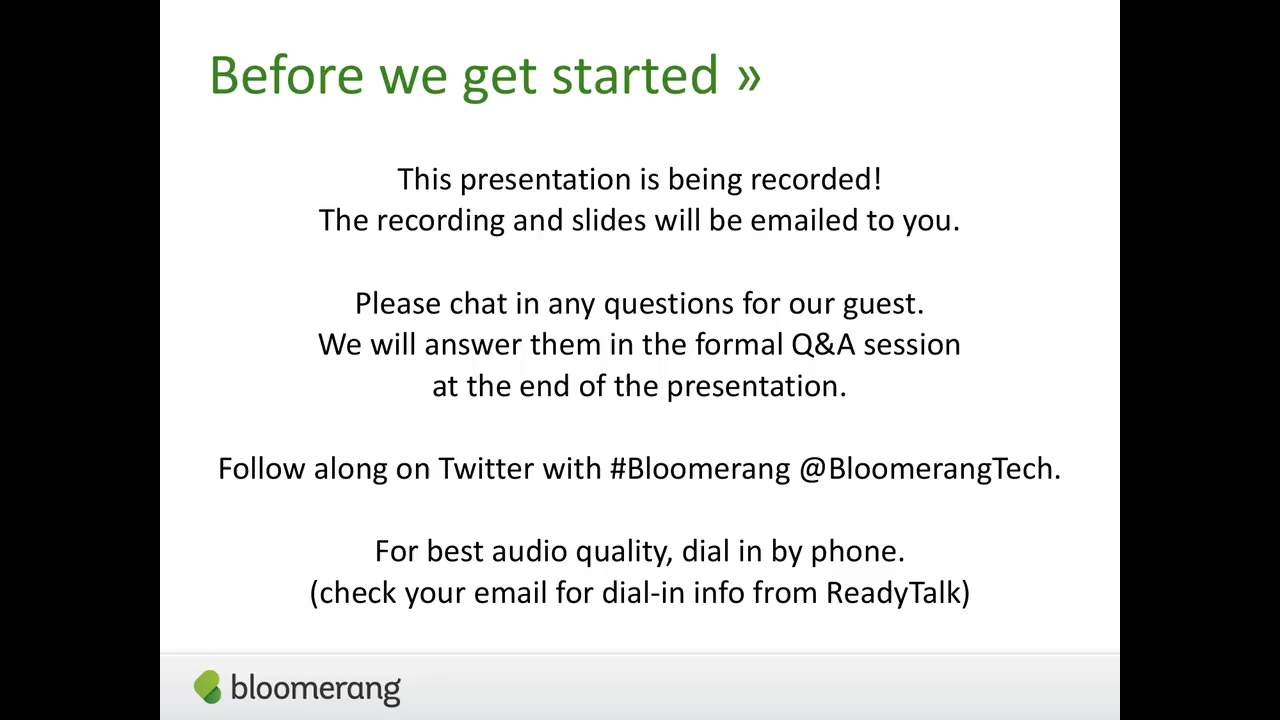 Before we get started »
This presentation is being recorded!
The recording and slides will be emailed to you.
Please chat in any questions for our guest.
We will answer them in the formal Q&A session
at the end of the presentation.
Follow along on Twitter with #Bloomerang @BloomerangTech.
For best audio quality, dial in by phone.
(check your email for dial-in info from ReadyTalk)
bloomerang